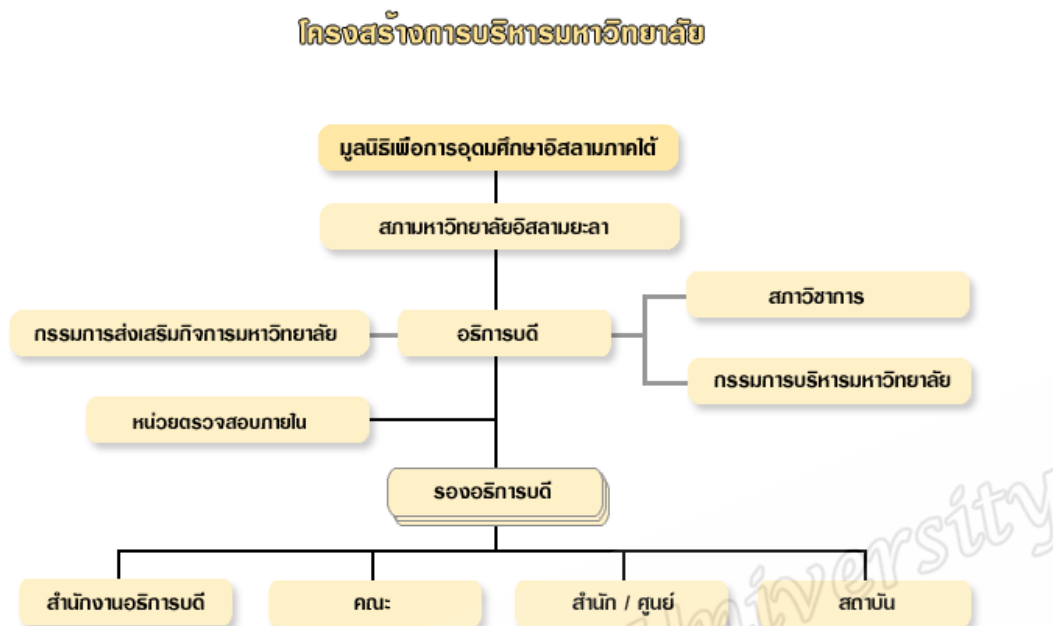 โครงสร้างการบริหารมหาวิทยาลัย
มูลนิธิเพื่อการอุดมศึกษาอิสลามภาคใต้
สภามหาวิทยาลัยอิสลามยะลา
สภาวิชาการ
กรรมการส่งเสริมกิจการมหาวิทยาลัย
อธิการบดี
กรรมการบริหารมหาวิทยาลัย
หน่วยตรวจสอบภายใน
รองอธิการบดี
สำนักงานอธิการบดี
คณะ
สำนัก / ศูนย์
สถาบัน
University